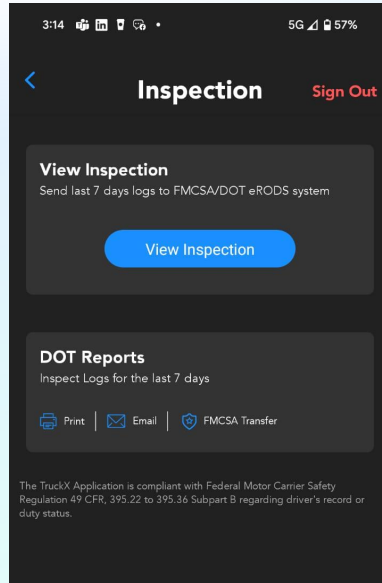 3:14 5G 57%
Inspection Sign Out
View Inspection
Send last 7 days logs to FMCSA/DOT eRODS system
View Inspection
DOT Reports
Inspect Logs for the last 7 days
Print Email FMCSA Transfer
The TruckX Application is compliant with Federal Motor Carrier Safety
Regulation 49 CFR, 395.22 to 395.36 Subpart B regarding driver's record or
duty status.